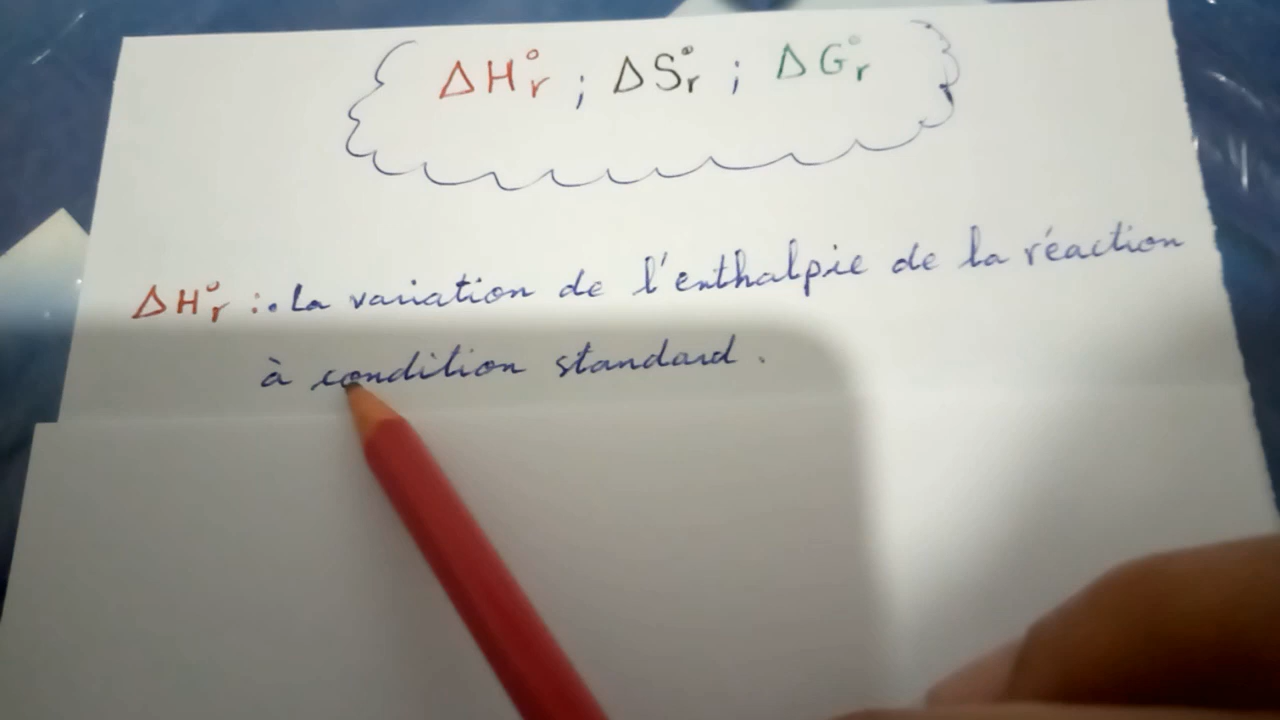 ΔH°r ; ΔS°r ; ΔG°r
ΔH°r : . La variation de l'enthalpie de la réaction
à condition standard .